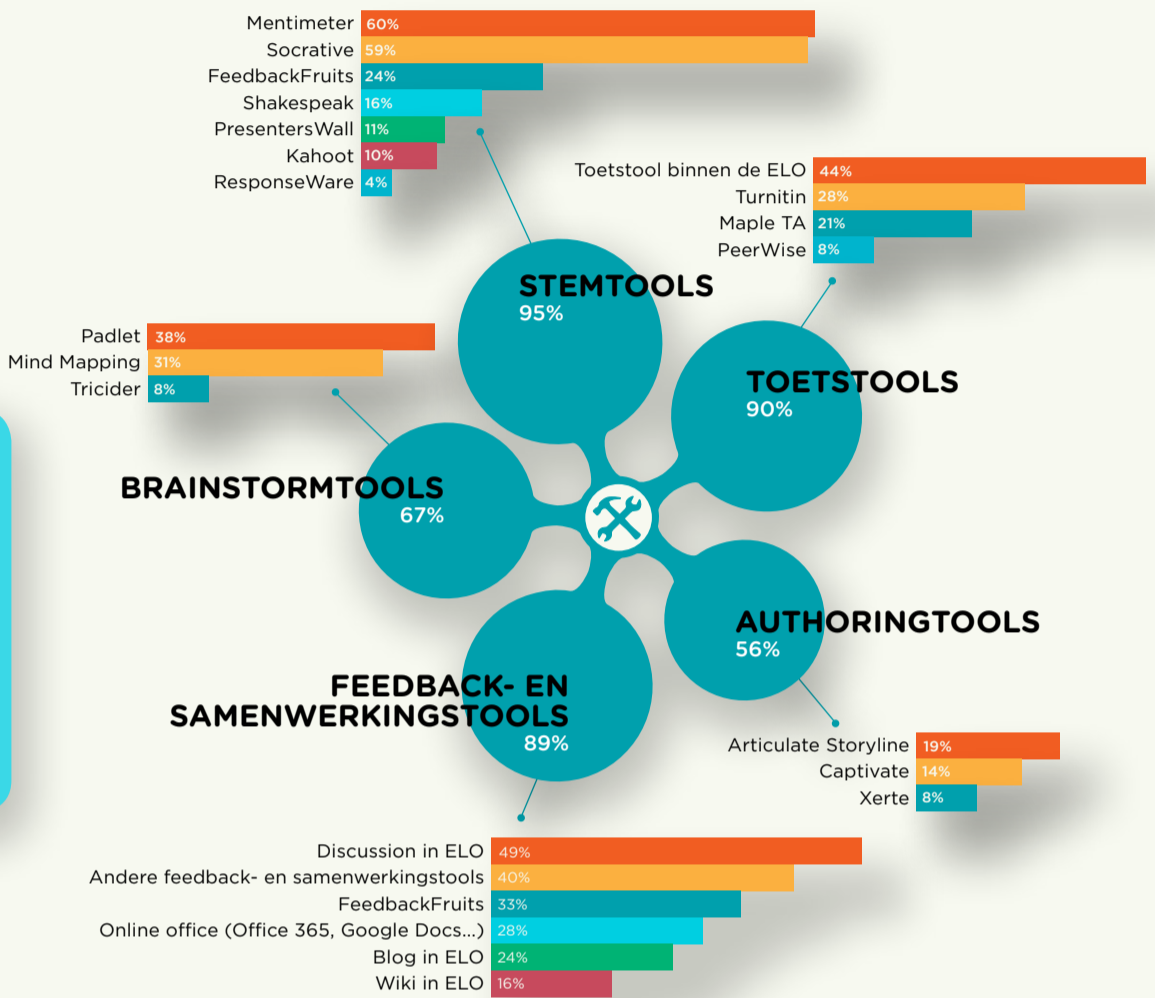 Mentimeter 60%
Socrative 59%
FeedbackFruits 24%
Shakespeak 16%
PresentersWall 11%
Kahoot 10%
ResponseWare 4%
Toetstool binnen de ELO 44%
Turnitin 28%
Maple TA 21%
PeerWise 8%
STEMTOOLS
95%
Padlet 38%
Mind Mapping 31%
Tricider 8%
TOETSTOOLS
90%
BRAINSTORMTOOLS
67%
AUTHORINGTOOLS
56%
FEEDBACK- EN
SAMENWERKINGSTOOLS
89%
Articulate Storyline 19%
Captivate 14%
Xerte 8%
Discussion in ELO 49%
Andere feedback- en samenwerkingstools 40%
FeedbackFruits 33%
Online office (Office 365, Google Docs...) 28%
Blog in ELO 24%
Wiki in ELO 16%